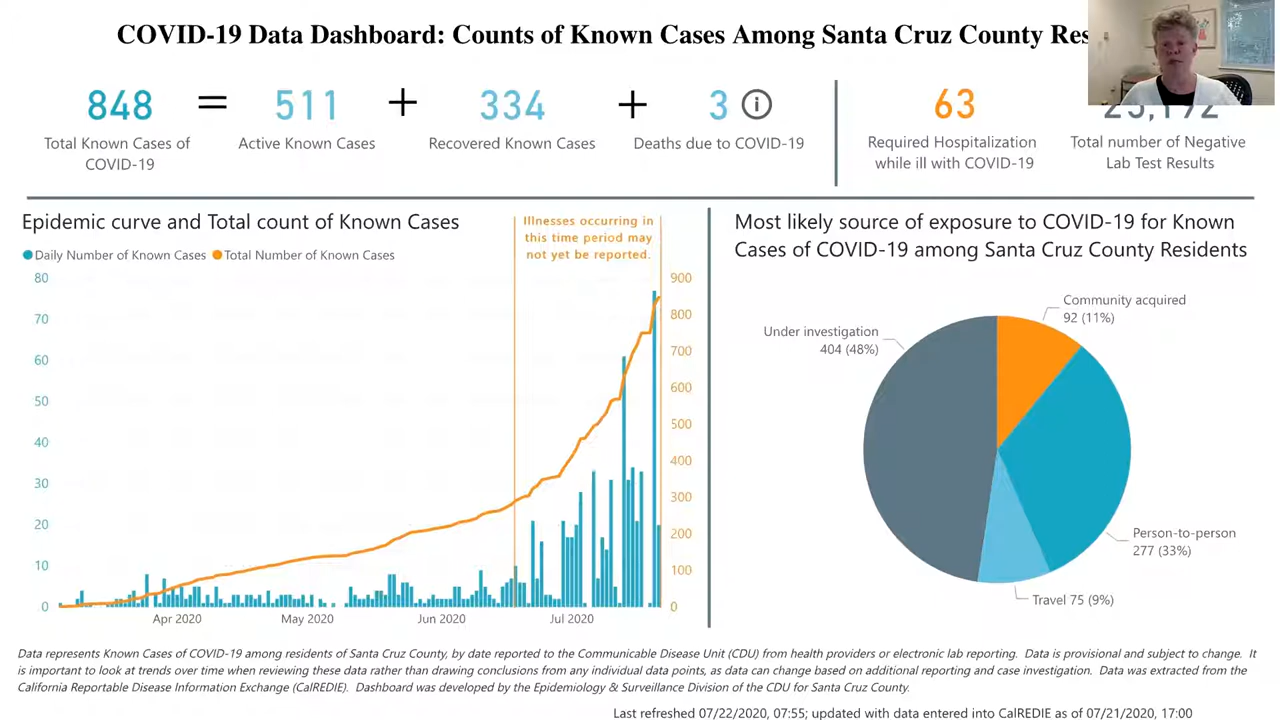 COVID-19 Data Dashboard: Counts of Known Cases Among Santa Cruz County
848 = 511 + 334 + 3 i
63
Total Known Cases of
COVID-19
Active Known Cases
Recovered Known Cases
Deaths due to COVID-19
Required Hospitalization
while ill with COVID-19
Total number of Negative
Lab Test Results
Epidemic curve and Total count of Known Cases
Daily Number of Known Cases Total Number of Known Cases
Illnesses occurring in
this time period may
not yet be reported.
80
70
60
50
40
30
20
10
0
900
800
700
600
500
400
300
200
100
0
Apr 2020 May 2020 Jun 2020 Jul 2020
Most likely source of exposure to COVID-19 for Known
Cases of COVID-19 among Santa Cruz County Residents
Community acquired
92 (11%)
Under investigation
404 (48%)
Person-to-person
277 (33%)
Travel 75 (9%)
Data represents Known Cases of COVID-19 among residents of Santa Cruz County, by date reported to the Communicable Disease Unit (CDU) from health providers or electronic lab reporting. Data is provisional and subject to change. It
is important to look at trends over time when reviewing these data rather than drawing conclusions from any individual data points, as data can change based on additional reporting and case investigation. Data was extracted from the
California Reportable Disease Information Exchange (CalREDIE). Dashboard was developed by the Epidemiology & Surveillance Division of the CDU for Santa Cruz County.
Last refreshed 07/22/2020, 07:55; updated with data entered into CalREDIE as of 07/21/2020, 17:00